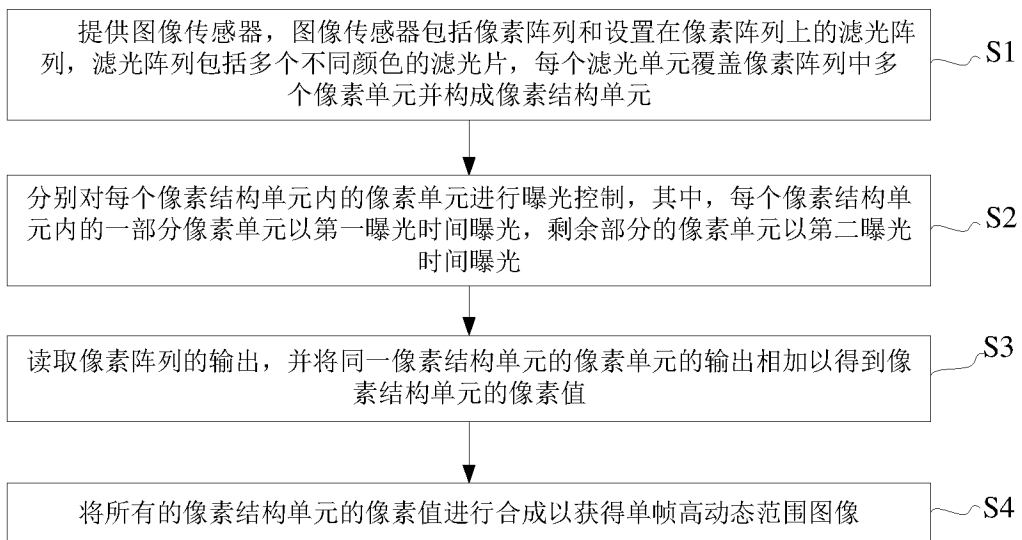 提供图像传感器，图像传感器包括像素阵列和设置在像素阵列上的滤光阵
列，滤光阵列包括多个不同颜色的滤光片，每个滤光单元覆盖像素阵列中多
个像素单元并构成像素结构单元
S1
分别对每个像素结构单元内的像素单元进行曝光控制，其中，每个像素结构单
元内的一部分像素单元以第一曝光时间曝光，剩余部分的像素单元以第二曝光
时间曝光
S2
读取像素阵列的输出，并将同一像素结构单元的像素单元的输出相加以得到像
素结构单元的像素值
S3
将所有的像素结构单元的像素值进行合成以获得单帧高动态范围图像
S4